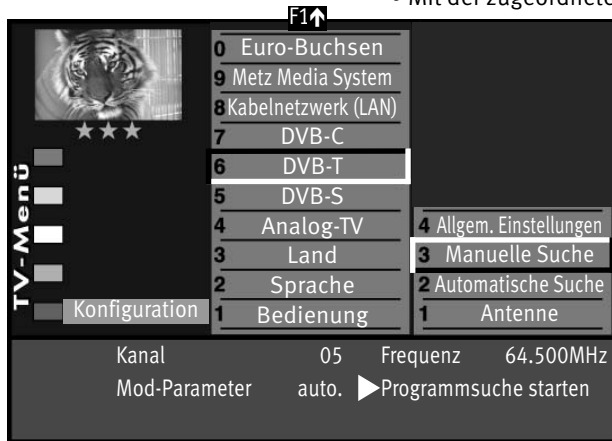 • Mit der zugeordnete
F1↑
0 Euro-Buchsen
9 Metz Media System
8 Kabelnetzwerk (LAN)
7 DVB-C
6 DVB-T
5 DVB-S
4 Analog-TV
3 Land
2 Sprache
1 Bedienung
4 Allgem. Einstellungen
3 Manuelle Suche
2 Automatische Suche
1 Antenne
TV-Menü
Konfiguration
Kanal 05 Frequenz 64.500MHz
Mod-Parameter auto. ▶Programmsuche starten